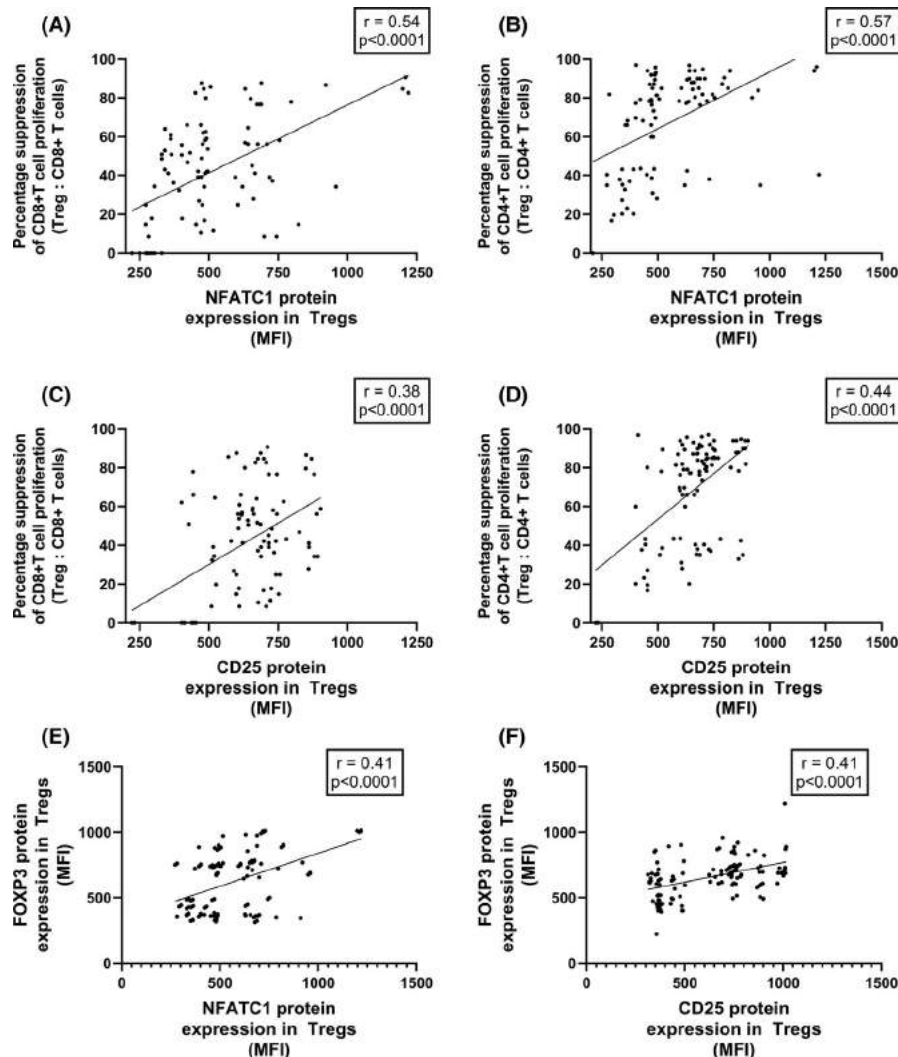 (A)
r = 0.54
p<0.0001
Percentage suppression
of CD8+T cell proliferation
(Treg : CD8+ T cells)
100
80
60
40
20
0
250
500
750
1000
1250
NFATC1 protein
expression in Tregs
(MFI)
(B)
r = 0.57
p<0.0001
Percentage suppression
of CD4+T cell proliferation
(Treg : CD4+ T cells)
100
80
60
40
20
0
250
500
750
1000
1250
1500
NFATC1 protein
expression in Tregs
(MFI)
(C)
r = 0.38
p<0.0001
Percentage suppression
of CD8+T cell proliferation
(Treg : CD8+ T cells)
100
80
60
40
20
0
250
500
750
1000
1250
CD25 protein
expression in Tregs
(MFI)
(D)
r = 0.44
p<0.0001
Percentage suppression
of CD4+T cell proliferation
(Treg : CD4+ T cells)
100
80
60
40
20
0
250
500
750
1000
1250
1500
CD25 protein
expression in Tregs
(MFI)
(E)
r = 0.41
p<0.0001
FOXP3 protein
expression in Tregs
(MFI)
1500
1000
500
0
0
500
1000
1500
NFATC1 protein
expression in Tregs
(MFI)
(F)
r = 0.41
p<0.0001
FOXP3 protein
expression in Tregs
(MFI)
1500
1000
500
0
0
500
1000
1500
CD25 protein
expression in Tregs
(MFI)